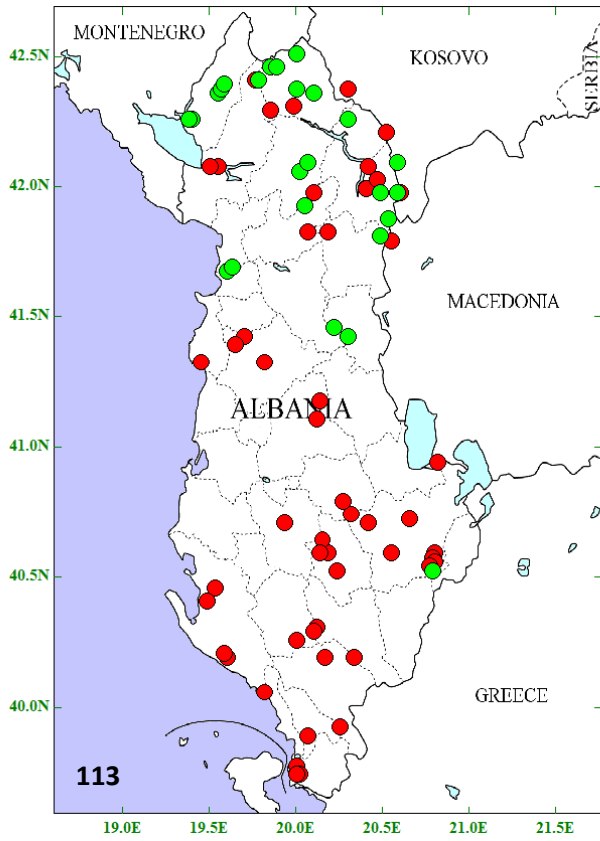 MONTENEGRO
42.5N
KOSOVO
SERBIA
42.0N
41.5N
MACEDONIA
ALBANIA
41.0N
40.5N
40.0N
GREECE
113
19.0E 19.5E 20.0E 20.5E 21.0E 21.5E